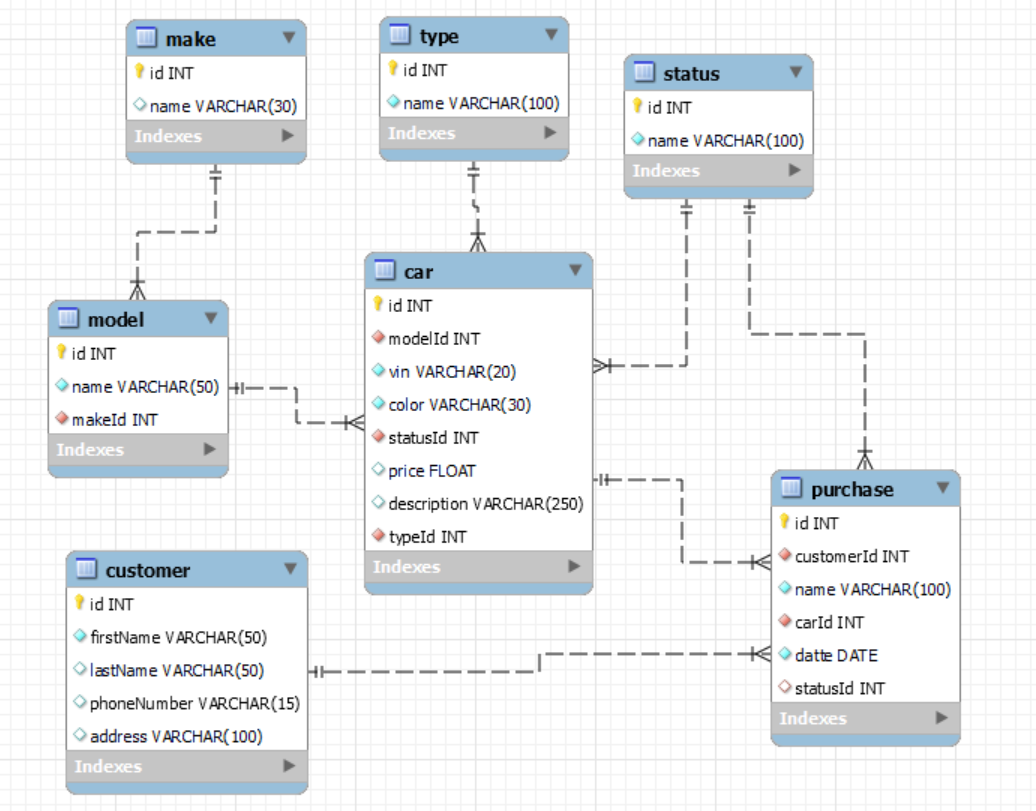 make
id INT
name VARCHAR(30)
Indexes
type
id INT
name VARCHAR(100)
Indexes
status
id INT
name VARCHAR(100)
Indexes
model
id INT
name VARCHAR(50)
makeId INT
Indexes
car
id INT
modelId INT
vin VARCHAR(20)
color VARCHAR(30)
statusId INT
price FLOAT
description VARCHAR(250)
typeId INT
Indexes
customer
id INT
firstName VARCHAR(50)
lastName VARCHAR(50)
phoneNumber VARCHAR(15)
address VARCHAR(100)
Indexes
purchase
id INT
customerId INT
name VARCHAR(100)
carId INT
datte DATE
statusId INT
Indexes